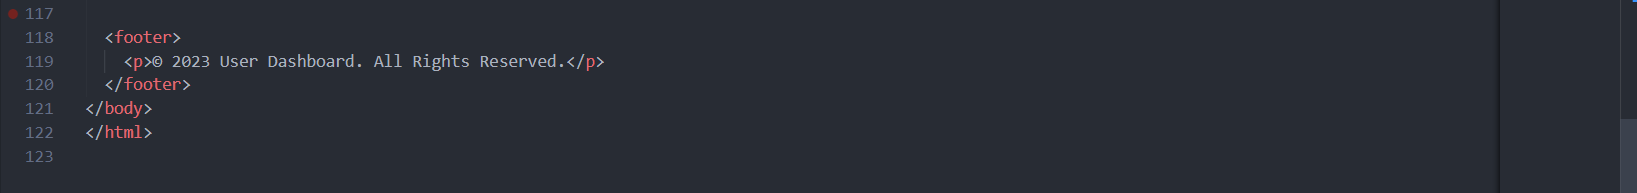 117
118 <footer>
119 <p>© 2023 User Dashboard. All Rights Reserved.</p>
120 </footer>
121 </body>
122 </html>
123